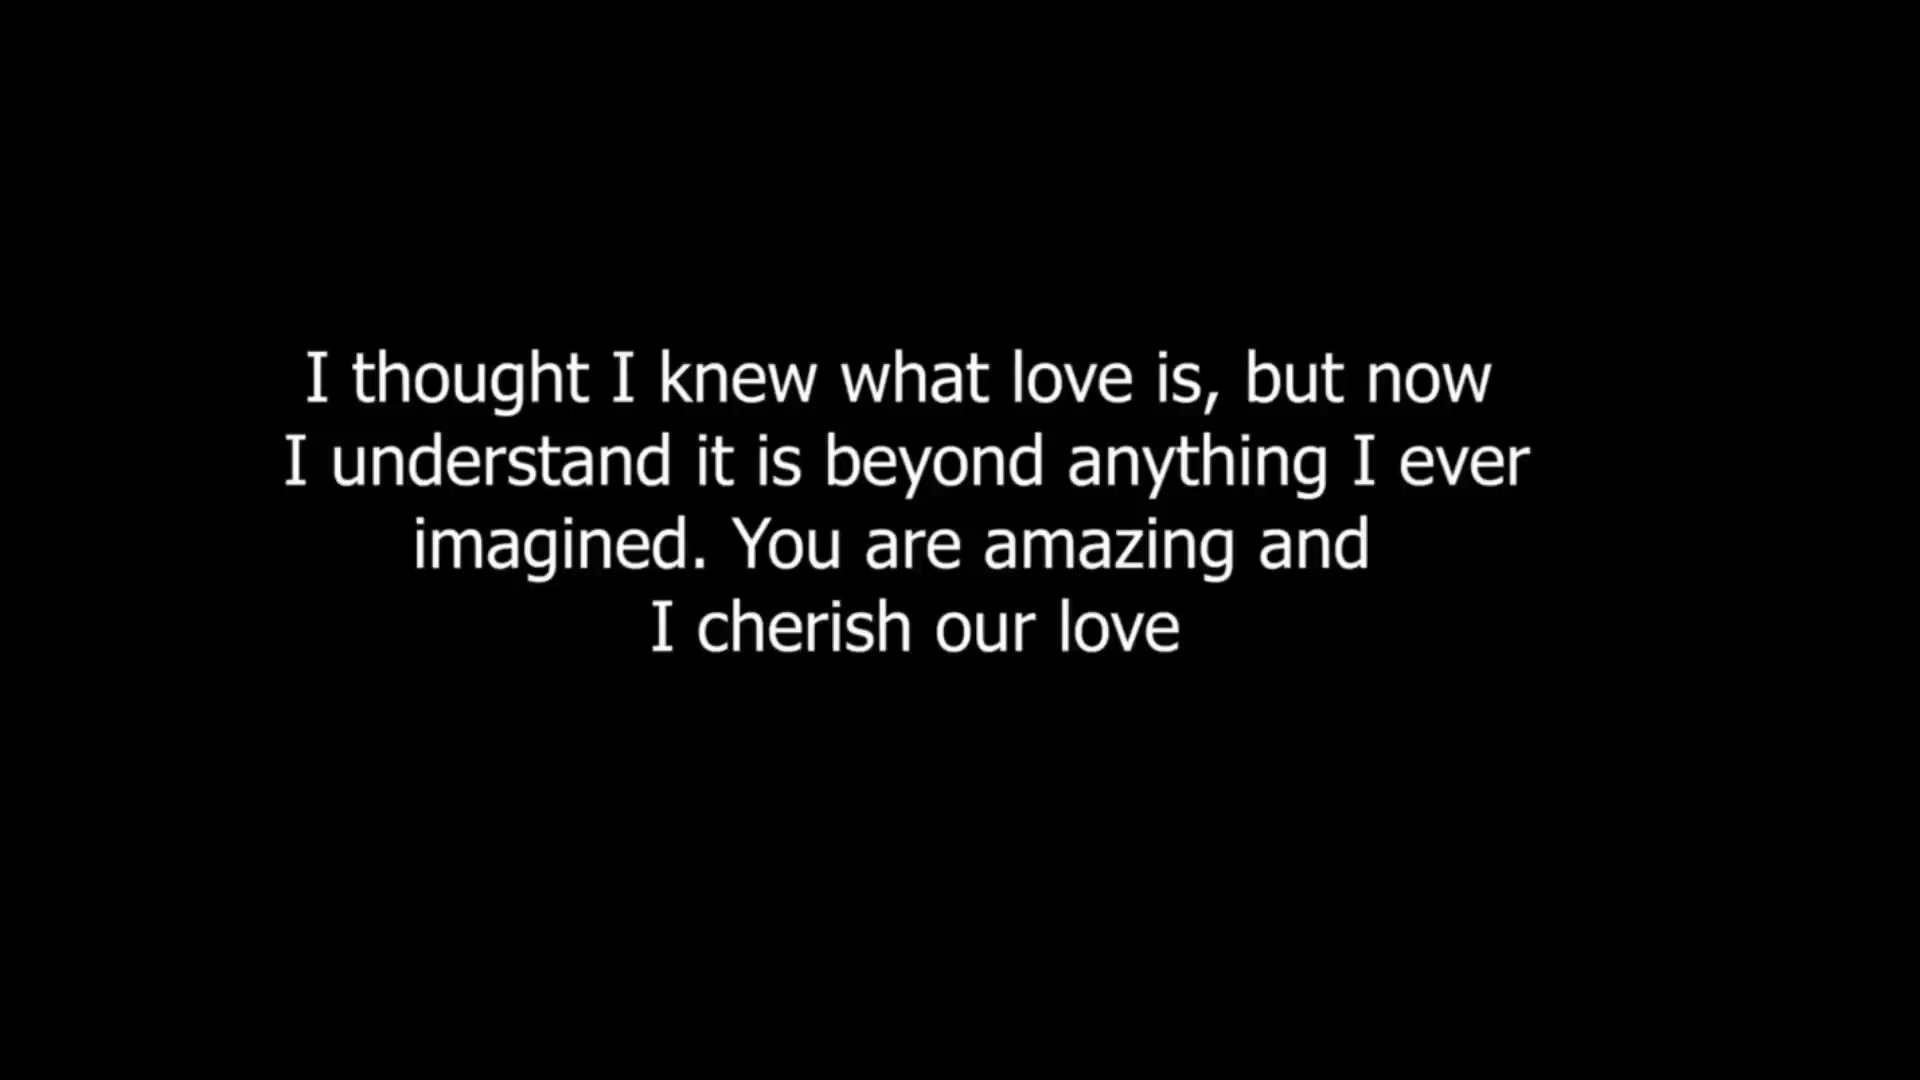 I thought I knew what love is, but now
I understand it is beyond anything I ever
imagined. You are amazing and
I cherish our love